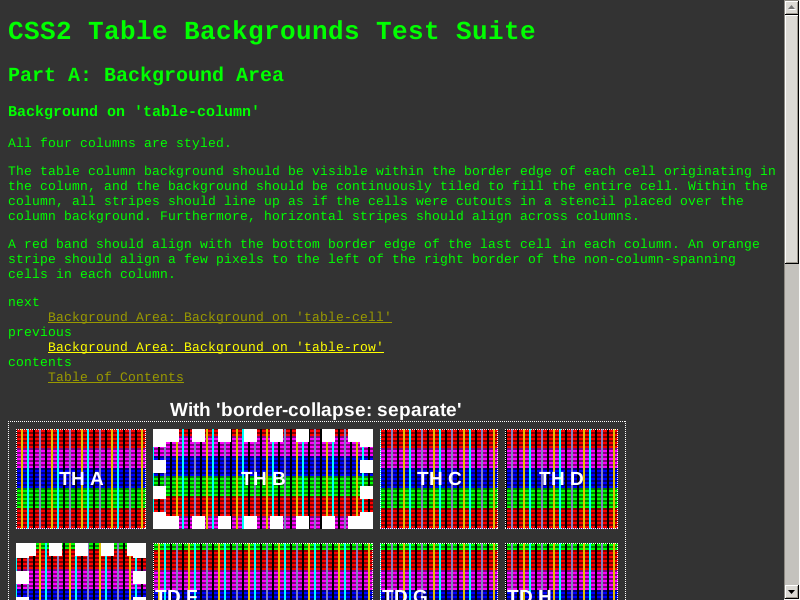 CSS2 Table Backgrounds Test Suite
Part A: Background Area
Background on 'table-column'
All four columns are styled.
The table column background should be visible within the border edge of each cell originating in
the column, and the background should be continuously tiled to fill the entire cell. Within the
column, all stripes should line up as if the cells were cutouts in a stencil placed over the
column background. Furthermore, horizontal stripes should align across columns.
A red band should align with the bottom border edge of the last cell in each column. An orange
stripe should align a few pixels to the left of the right border of the non-column-spanning
cells in each column.
next
Background Area: Background on 'table-cell'
previous
Background Area: Background on 'table-row'
contents
Table of Contents
With 'border-collapse: separate'
TH A TH B TH C TH D
TD F TD G TD H